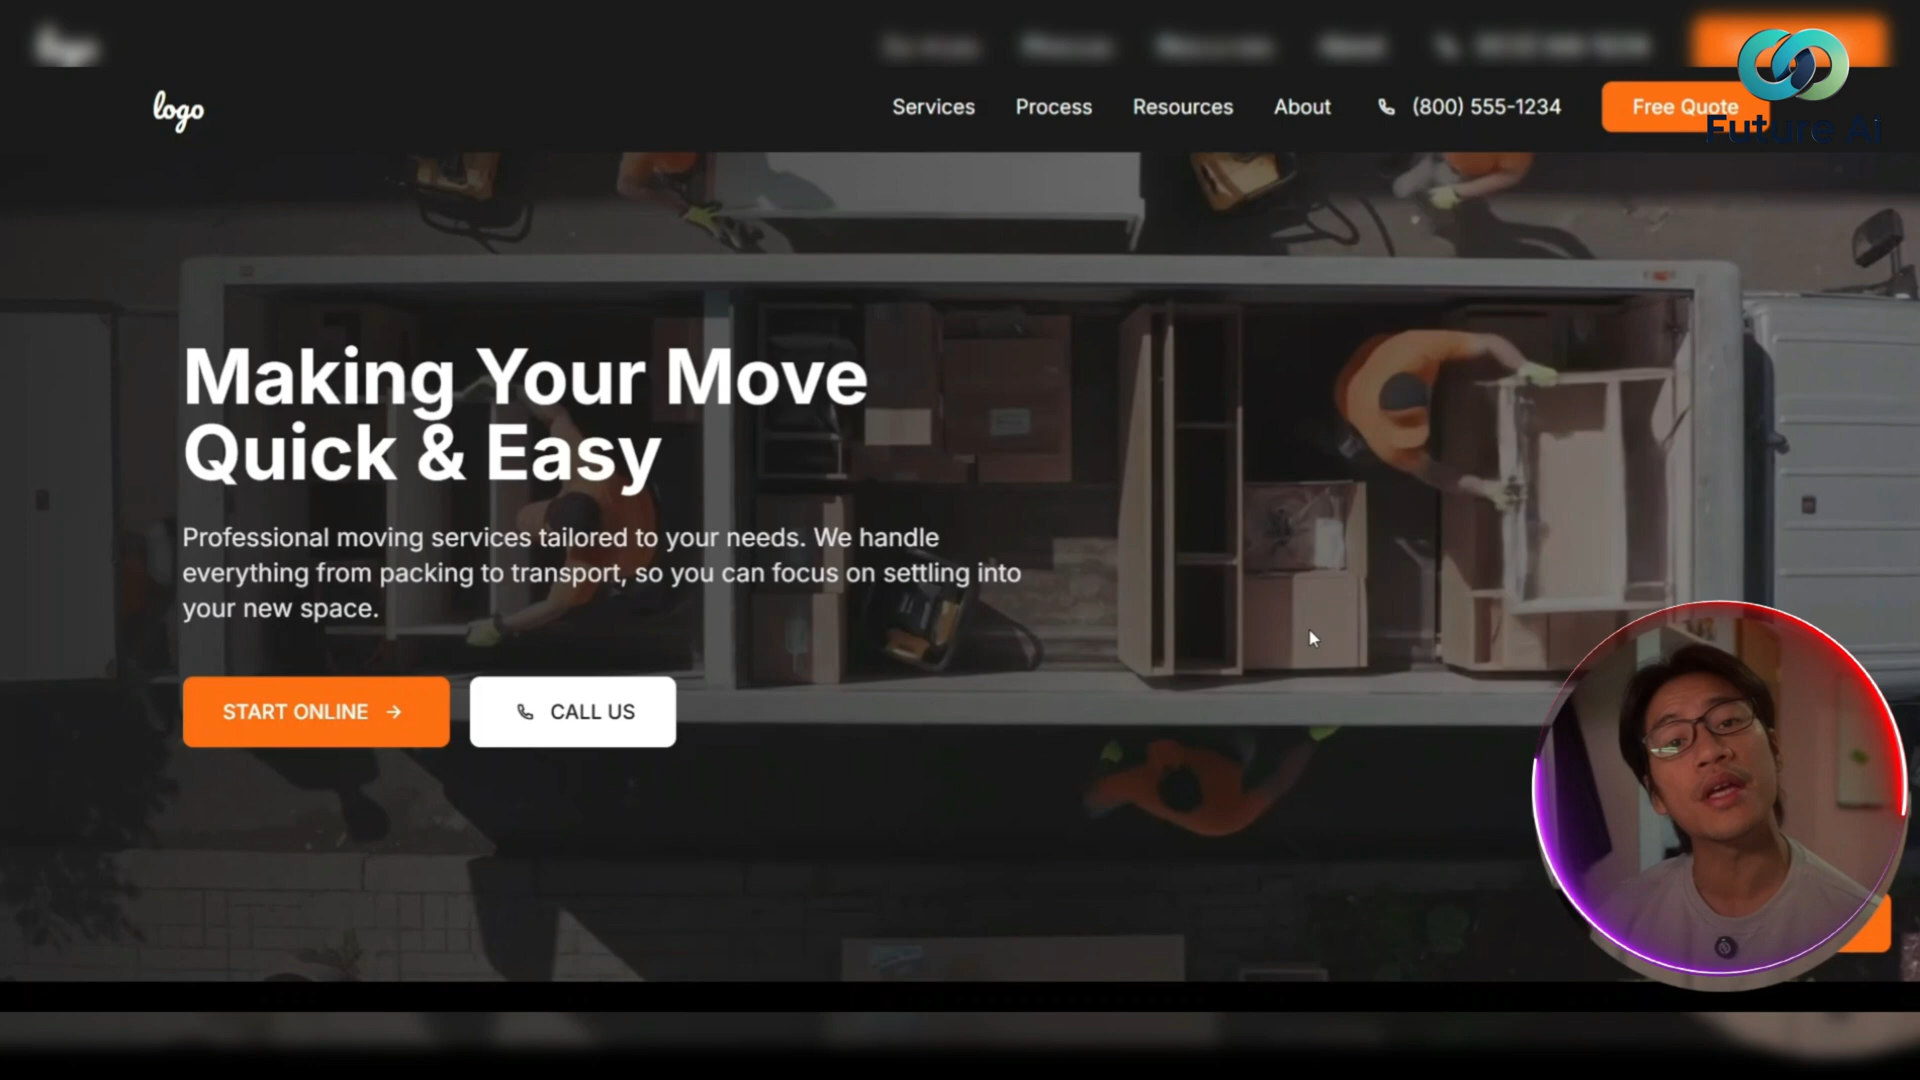 logo
Services
Process
Resources
About
(800) 555-1234
Free Quote
Future Ai
Making Your Move
Quick & Easy
Professional moving services tailored to your needs. We handle
everything from packing to transport, so you can focus on settling into
your new space.
START ONLINE
CALL US